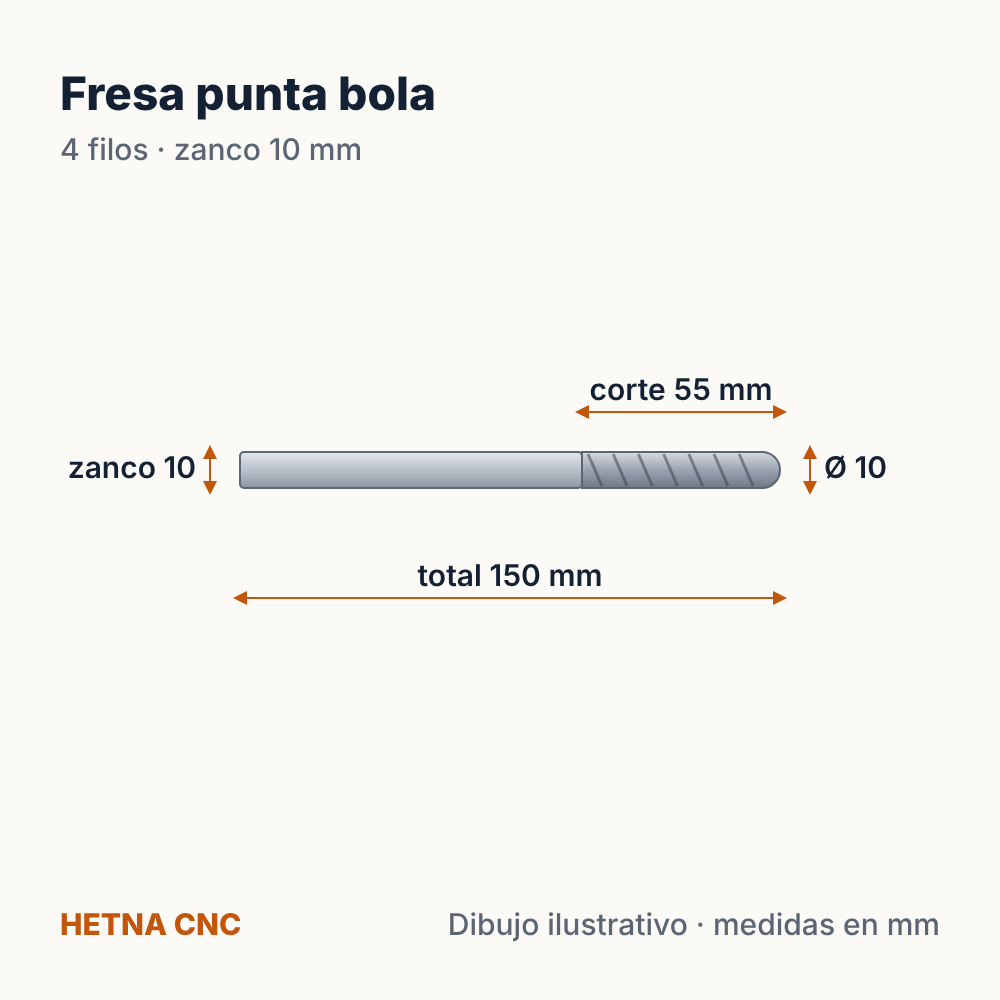 Fresa punta bola
4 filos · zanco 10 mm
corte 55 mm
zanco 10
Ø 10
total 150 mm
HETNA CNC
Dibujo ilustrativo · medidas en mm